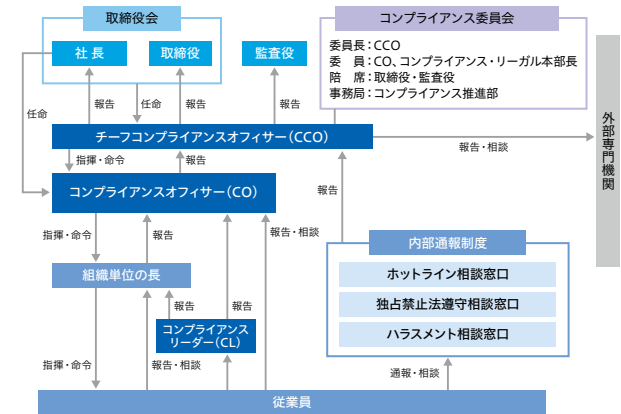 取締役会
コンプライアンス委員会
社 長
取締役
監査役
委員長：CCO
委　員：CO、コンプライアンス・リーガル本部長
陪　席：取締役・監査役
事務局：コンプライアンス推進部
任命
報告
任命
報告
報告
チーフコンプライアンスオフィサー（CCO）
報告・相談
外部専門機関
指揮・命令
報告
コンプライアンスオフィサー（CO）
報告
指揮・命令
報告
報告・相談
内部通報制度
組織単位の長
ホットライン相談窓口
独占禁止法遵守相談窓口
ハラスメント相談窓口
報告
報告
コンプライアンス
リーダー（CL）
指揮・命令
報告・相談
通報・相談
従業員